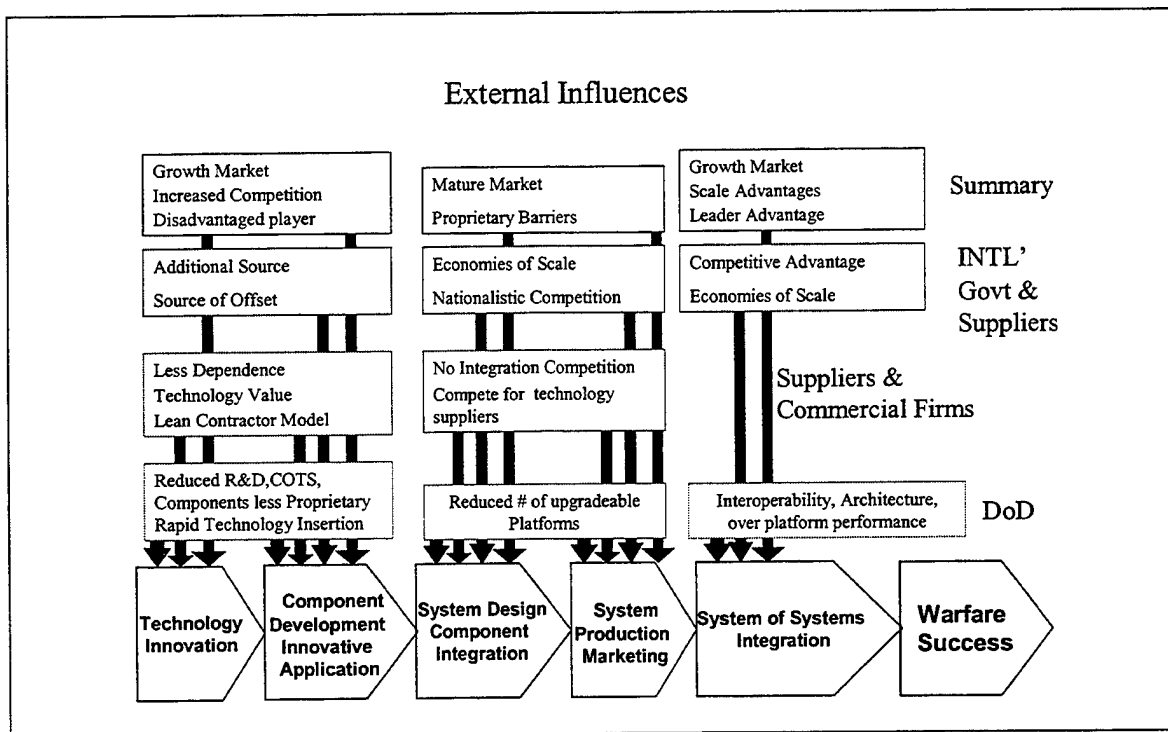 External Influences
Growth Market
Increased Competition
Disadvantaged player
Mature Market
Proprietary Barriers
Growth Market
Scale Advantages
Leader Advantage
Summary
Additional Source
Source of Offset
Economies of Scale
Nationalistic Competition
Competitive Advantage
Economies of Scale
INTL'
Govt &
Suppliers
Less Dependence
Technology Value
Lean Contractor Model
No Integration Competition
Compete for technology
suppliers
Suppliers &
Commercial Firms
Reduced R&D,COTS,
Components less Proprietary
Rapid Technology Insertion
Reduced # of upgradeable
Platforms
Interoperability, Architecture,
over platform performance
DoD
Technology
Innovation
Component
Development
Innovative
Application
System Design
Component
Integration
System
Production
Marketing
System of Systems
Integration
Warfare
Success